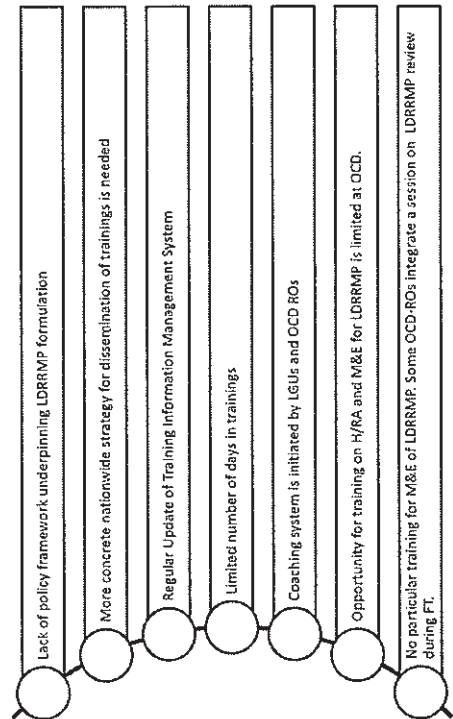 Lack of policy framework underpinning LDRRMP formulation
More concrete nationwide strategy for dissemination of trainings is needed
Regular Update of Training Information Management System
Limited number of days in trainings
Coaching system is initiated by LGUs and OCD ROs
Opportunity for training on H/RA and M&E for LDRRMP is limited at OCD.
No particular training for M&E of LDRRMP. Some OCD-ROs integrate a session on LDRRMP review
during FT.